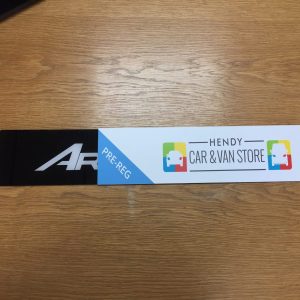 AR
PRE-REG
HENDY
CAR & VAN STORE